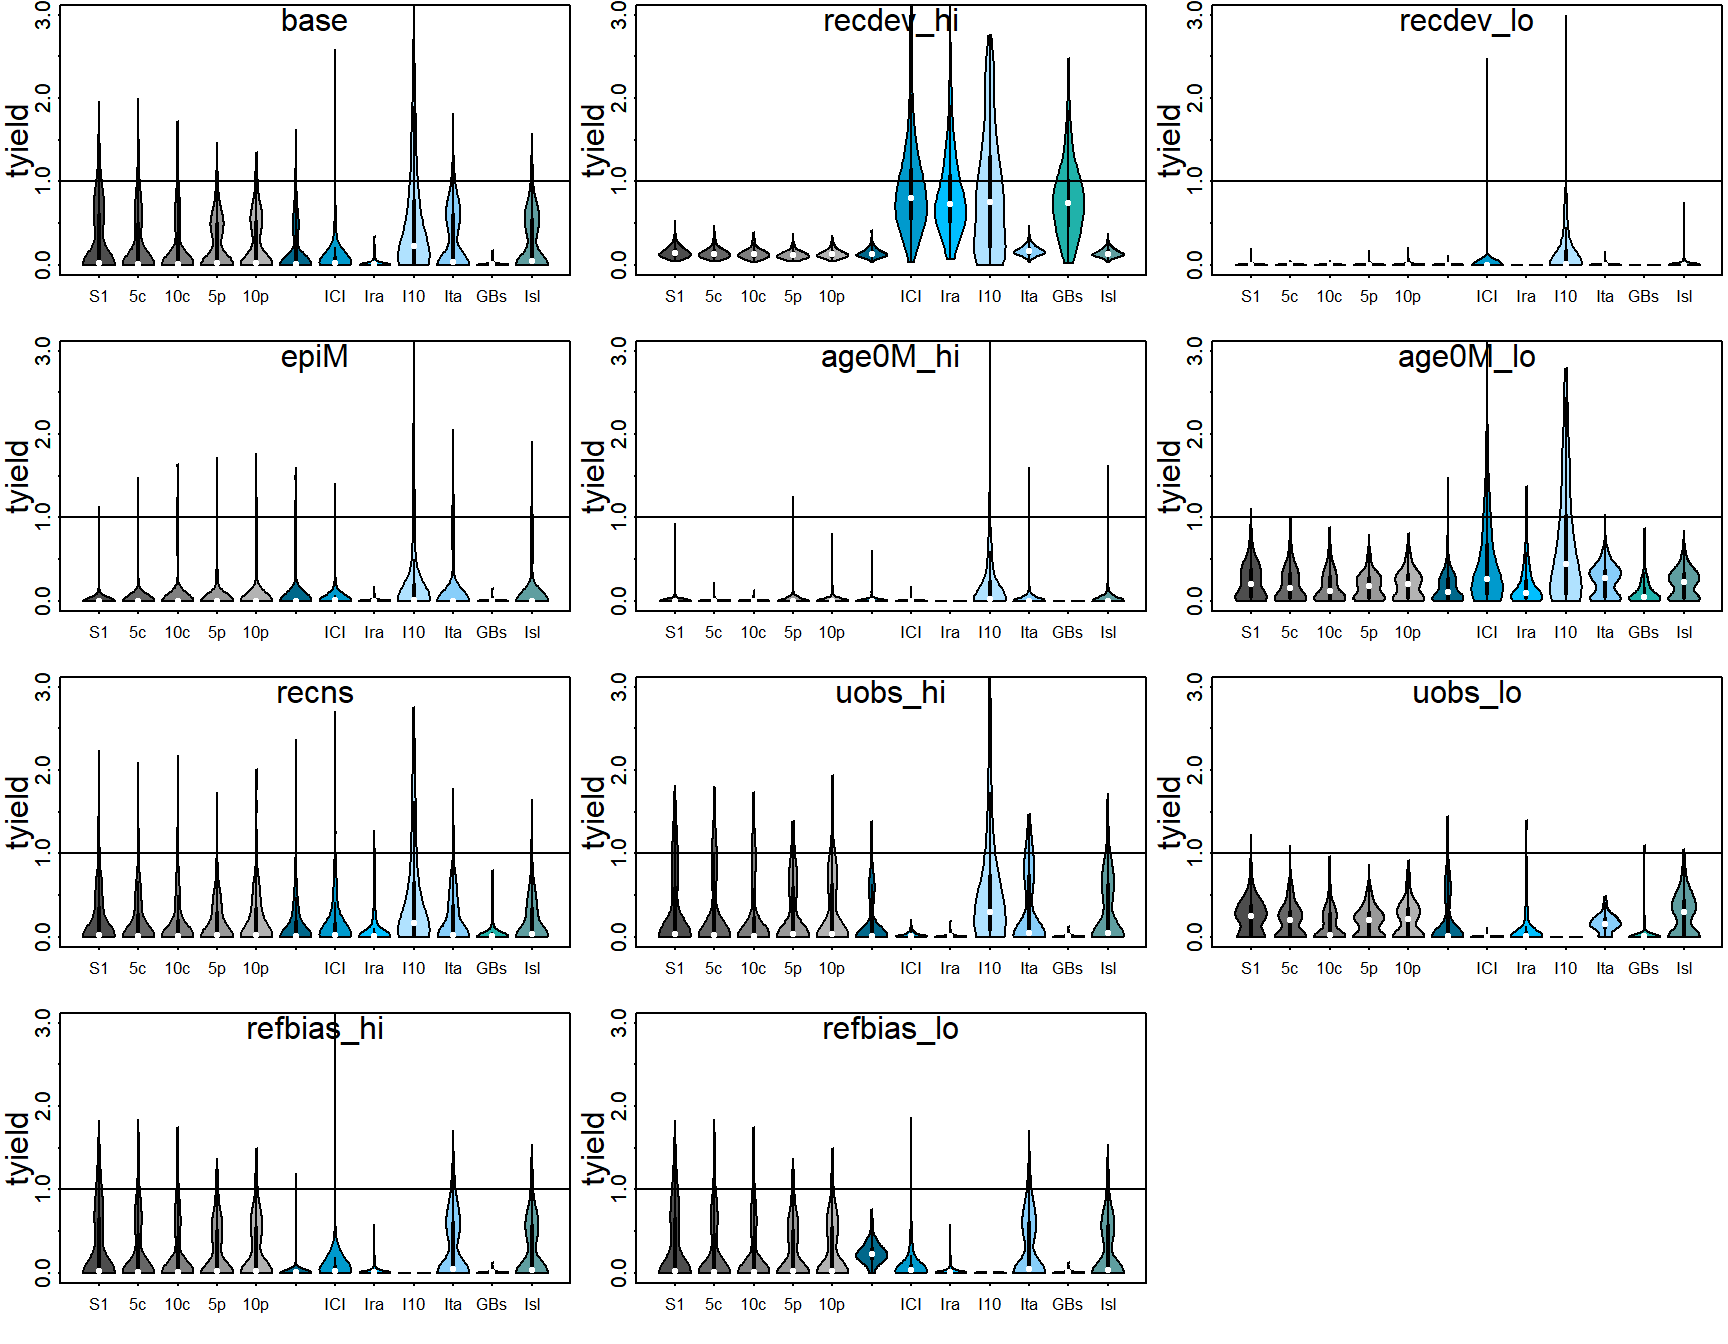 base
tyield
0.0 1.0 2.0 3.0
S1 5c 10c 5p 10p ICI Ira I10 Ita GBs Isl
recdev_hi
tyield
0.0 1.0 2.0 3.0
S1 5c 10c 5p 10p ICI Ira I10 Ita GBs Isl
recdev_lo
tyield
0.0 1.0 2.0 3.0
S1 5c 10c 5p 10p ICI Ira I10 Ita GBs Isl
epiM
tyield
0.0 1.0 2.0 3.0
S1 5c 10c 5p 10p ICI Ira I10 Ita GBs Isl
age0M_hi
tyield
0.0 1.0 2.0 3.0
S1 5c 10c 5p 10p ICI Ira I10 Ita GBs Isl
age0M_lo
tyield
0.0 1.0 2.0 3.0
S1 5c 10c 5p 10p ICI Ira I10 Ita GBs Isl
recns
tyield
0.0 1.0 2.0 3.0
S1 5c 10c 5p 10p ICI Ira I10 Ita GBs Isl
uobs_hi
tyield
0.0 1.0 2.0 3.0
S1 5c 10c 5p 10p ICI Ira I10 Ita GBs Isl
uobs_lo
tyield
0.0 1.0 2.0 3.0
S1 5c 10c 5p 10p ICI Ira I10 Ita GBs Isl
refbias_hi
tyield
0.0 1.0 2.0 3.0
S1 5c 10c 5p 10p ICI Ira I10 Ita GBs Isl
refbias_lo
tyield
0.0 1.0 2.0 3.0
S1 5c 10c 5p 10p ICI Ira I10 Ita GBs Isl